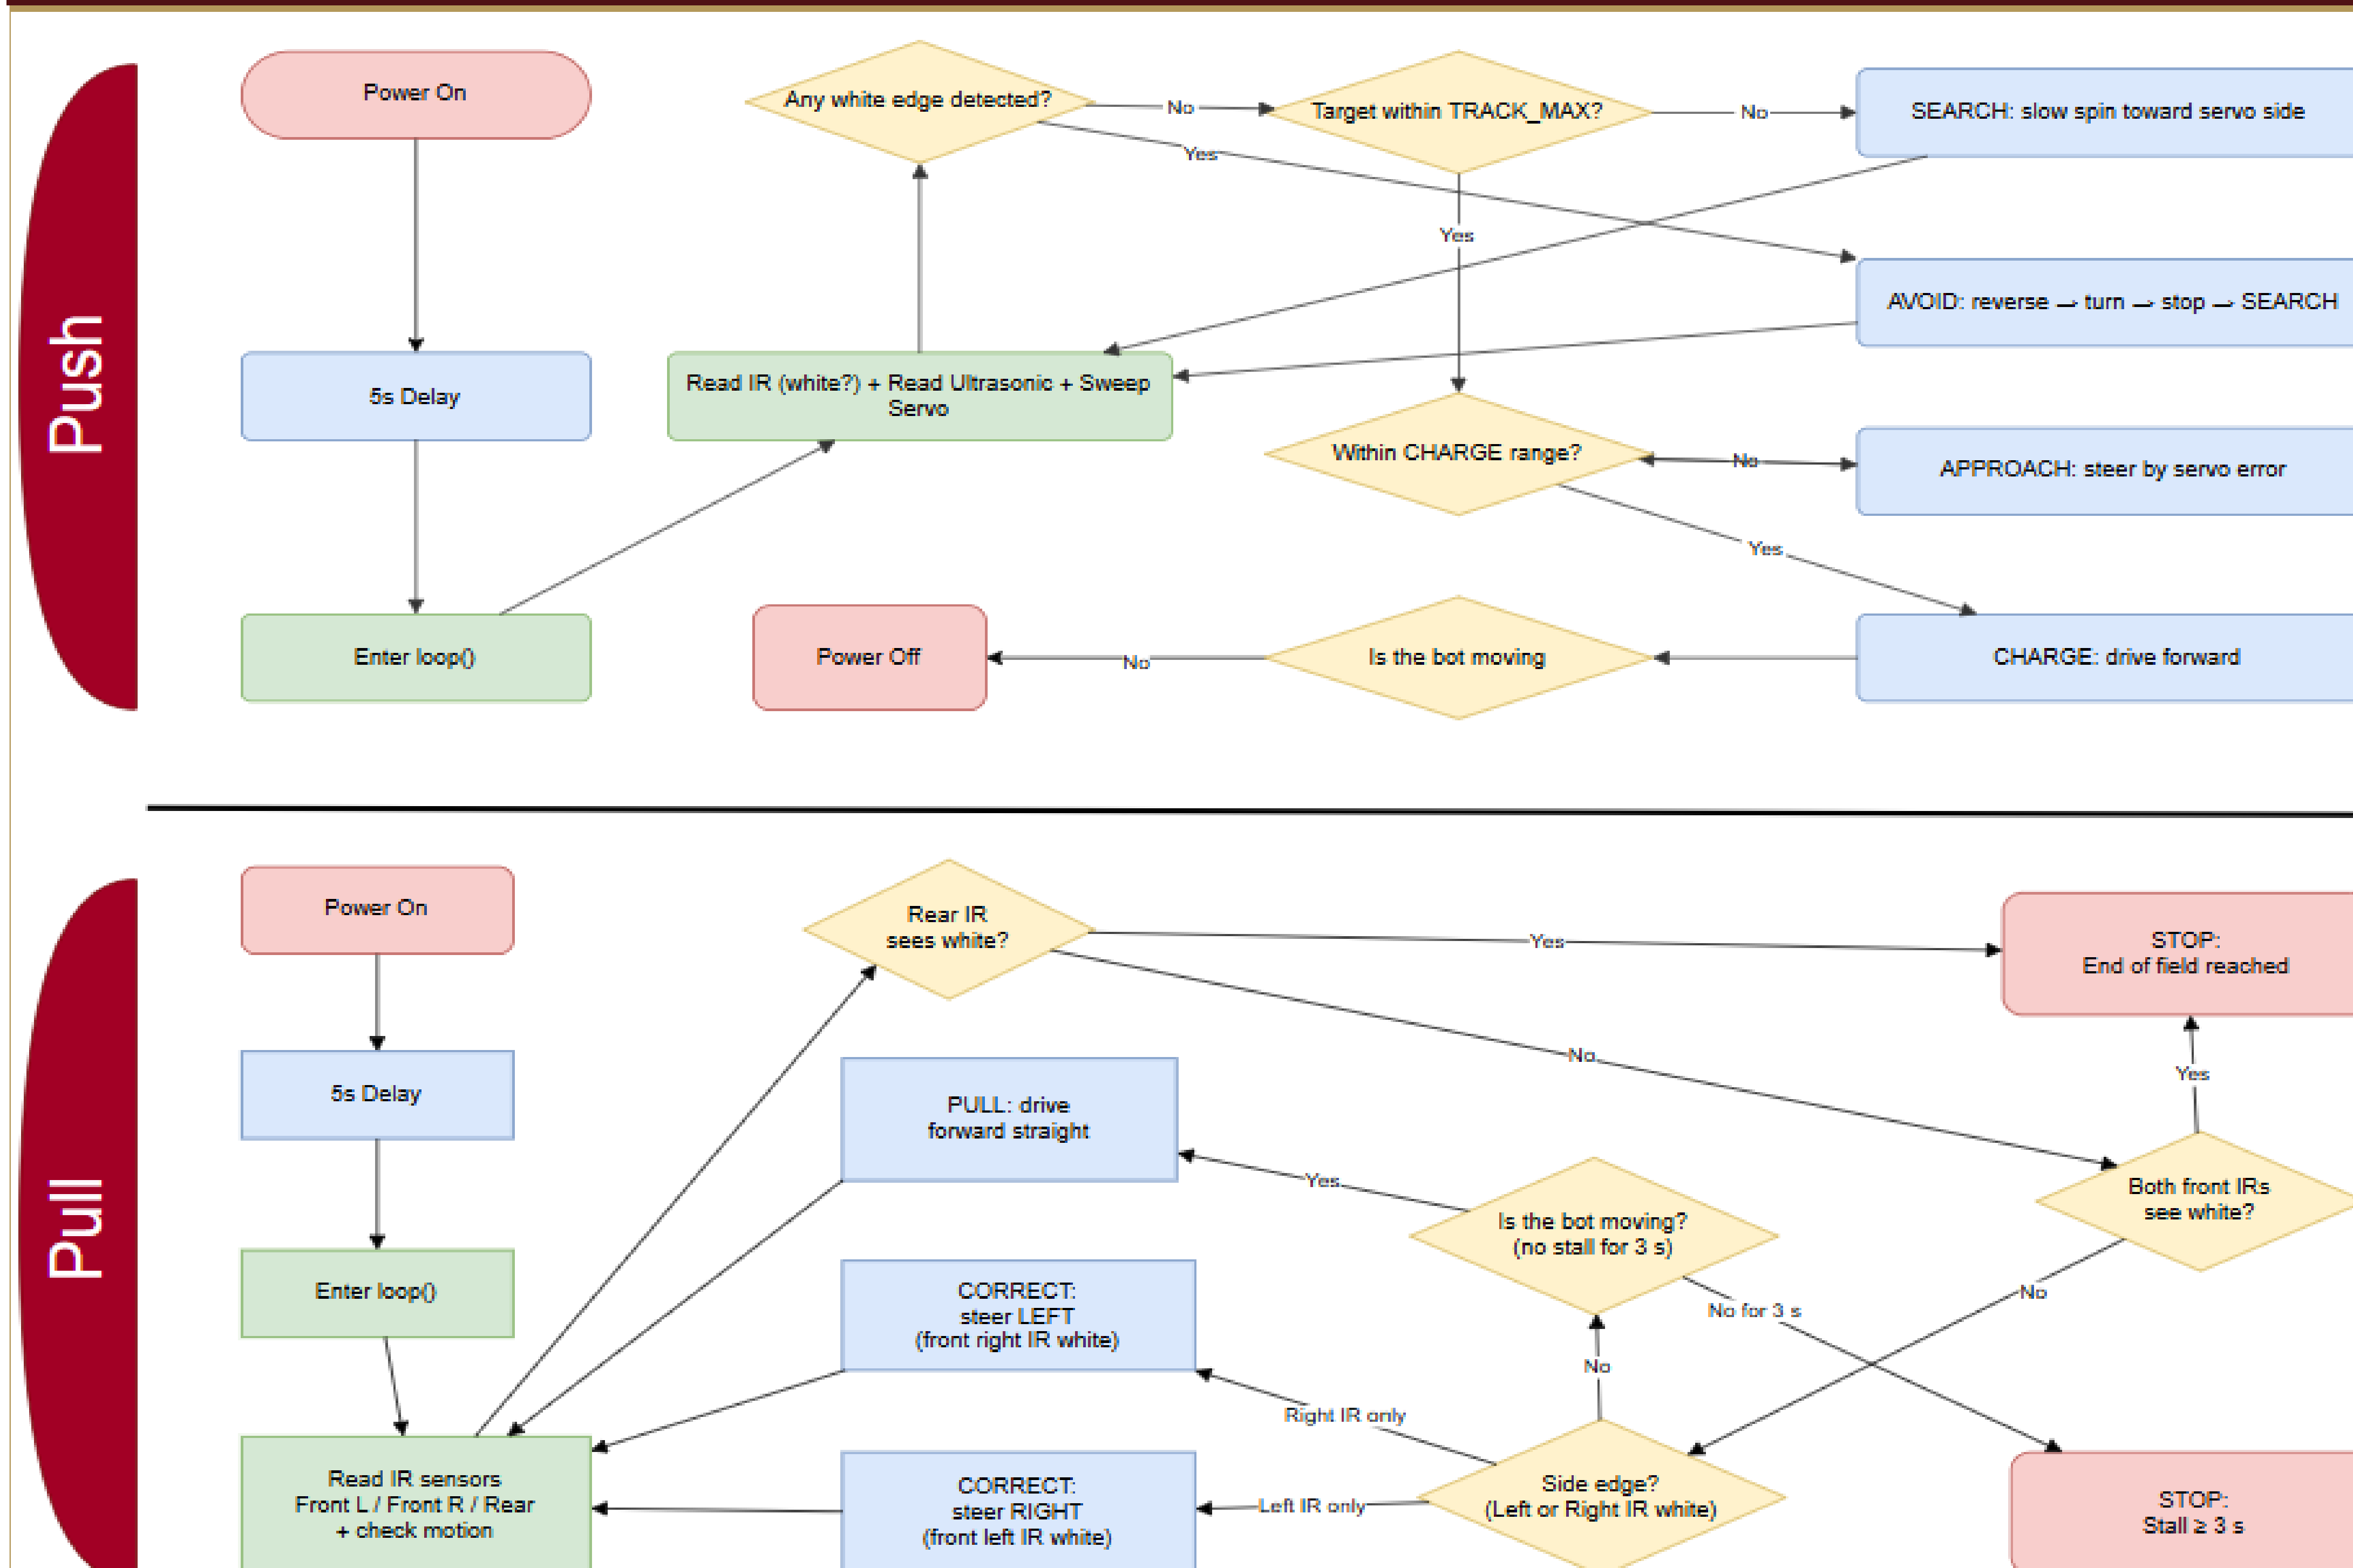 Push
Power On
Any white edge detected?
No
Target within TRACK_MAX?
No
SEARCH: slow spin toward servo side
Yes
Yes
AVOID: reverse → turn → stop → SEARCH
5s Delay
Read IR (white?) + Read Ultrasonic + Sweep
Servo
Within CHARGE range?
No
APPROACH: steer by servo error
Yes
Enter loop()
Power Off
No
Is the bot moving
CHARGE: drive forward
Pull
Power On
Rear IR
sees white?
Yes
STOP:
End of field reached
No
Yes
5s Delay
PULL: drive
forward straight
Yes
Is the bot moving?
(no stall for 3 s)
Both front IRs
see white?
Enter loop()
CORRECT:
steer LEFT
(front right IR white)
No for 3 s
No
No
Right IR only
Read IR sensors
Front L / Front R / Rear
+ check motion
CORRECT:
steer RIGHT
(front left IR white)
Left IR only
Side edge?
(Left or Right IR white)
STOP:
Stall ≥ 3 s